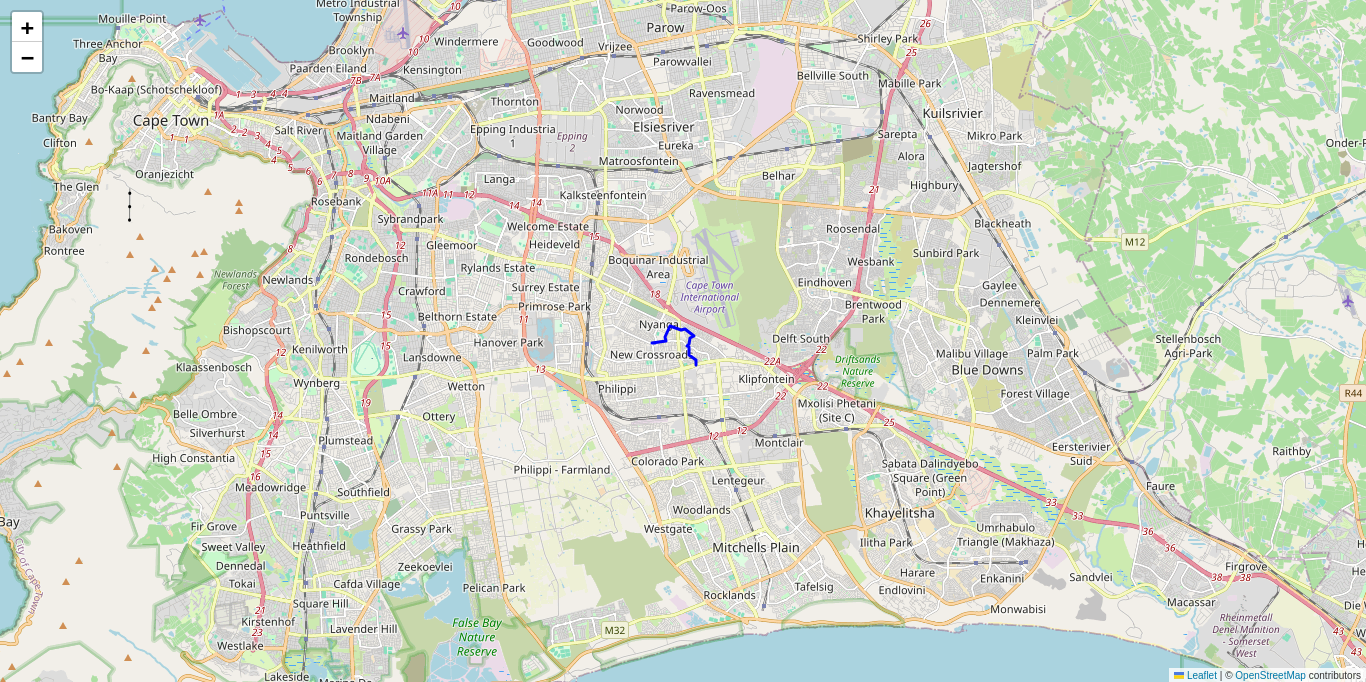 +
−
Metro Industrial
Township
Mouille Point
Parow-Oos
Parow
Three Anchor
Bay
Windermere
Goodwood
Vrijzee
Shirley Park
Brooklyn
Paarden Eiland
Kensington
Parowvallei
Bellville South
Mabille Park
Bo-Kaap (Schotschekloof)
Maitland
Thornton
Ravensmead
Norwood
Kuilsrivier
Bantry Bay
Cape Town
Ndabeni
Salt River
Maitland Garden
Village
Epping Industria
1
Epping
2
Elsiesriver
Sarepta
Mikro Park
Clifton
Eureka
Alora
Matroosfontein
Jagtershof
Oranjezicht
Langa
Belhar
Highbury
The Glen
Rosebank
Kalksteenfontein
Sybrandpark
Welcome Estate
Blackheath
Bakoven
Roosendal
M12
Rontree
Gleemoor
Heideveld
Rondebosch
Rylands Estate
Boquinar Industrial
Area
Wesbank
Sunbird Park
Newlands
Forest
Newlands
Crawford
Surrey Estate
Cape Town
International
Airport
Eindhoven
Gaylee
Primrose Park
Brentwood
Park
Dennemere
Belthorn Estate
Kleinvlei
Bishopscourt
Nyanga
Hanover Park
Delft South
Stellenbosch
Agri-Park
Kenilworth
Lansdowne
New Crossroads
Malibu Village
Palm Park
Klaassenbosch
Driftsands
Nature
Reserve
Blue Downs
Wynberg
Wetton
Philippi
Klipfontein
Forest Village
R44
Belle Ombre
Ottery
Mxolisi Phetani
(Site C)
Silverhurst
Plumstead
Montclair
Eersterivier
Suid
Raithby
High Constantia
Philippi - Farmland
Colorado Park
Sabata Dalindyebo
Square (Green
Point)
Meadowridge
Southfield
Lentegeur
Faure
Bay
Puntsville
Woodlands
Khayelitsha
Fir Grove
Grassy Park
Westgate
Umrhabulo
Triangle (Makhaza)
Sweet Valley
Heathfield
Mitchells Plain
Ilitha Park
City of Cape Town
Dennedal
Zeekoevlei
Firgrove
Tokai
Cafda Village
Pelican Park
Tafelsig
Harare
Enkanini
Sandvlei
Endlovini
Square Hill
Rocklands
Macassar
Kirstenhof
Monwabisi
Lavender Hill
False Bay
Nature
Reserve
M32
Rheinmetall
Denel Munition
- Somerset
West
Westlake
Lakeside
Leaflet | © OpenStreetMap contributors